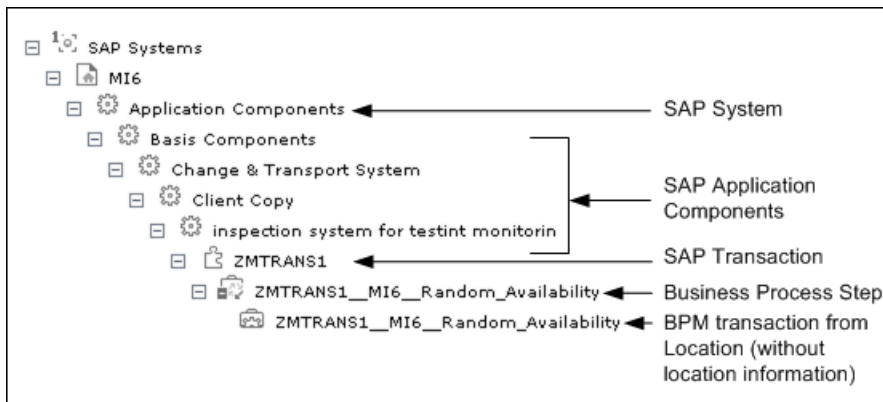 1 SAP Systems
MI6
Application Components
SAP System
Basis Components
Change & Transport System
Client Copy
SAP Application
Components
inspection system for testint monitorin
ZMTRANS1
SAP Transaction
ZMTRANS1__MI6__Random_Availability
Business Process Step
ZMTRANS1__MI6__Random_Availability
BPM transaction from
Location (without
location information)